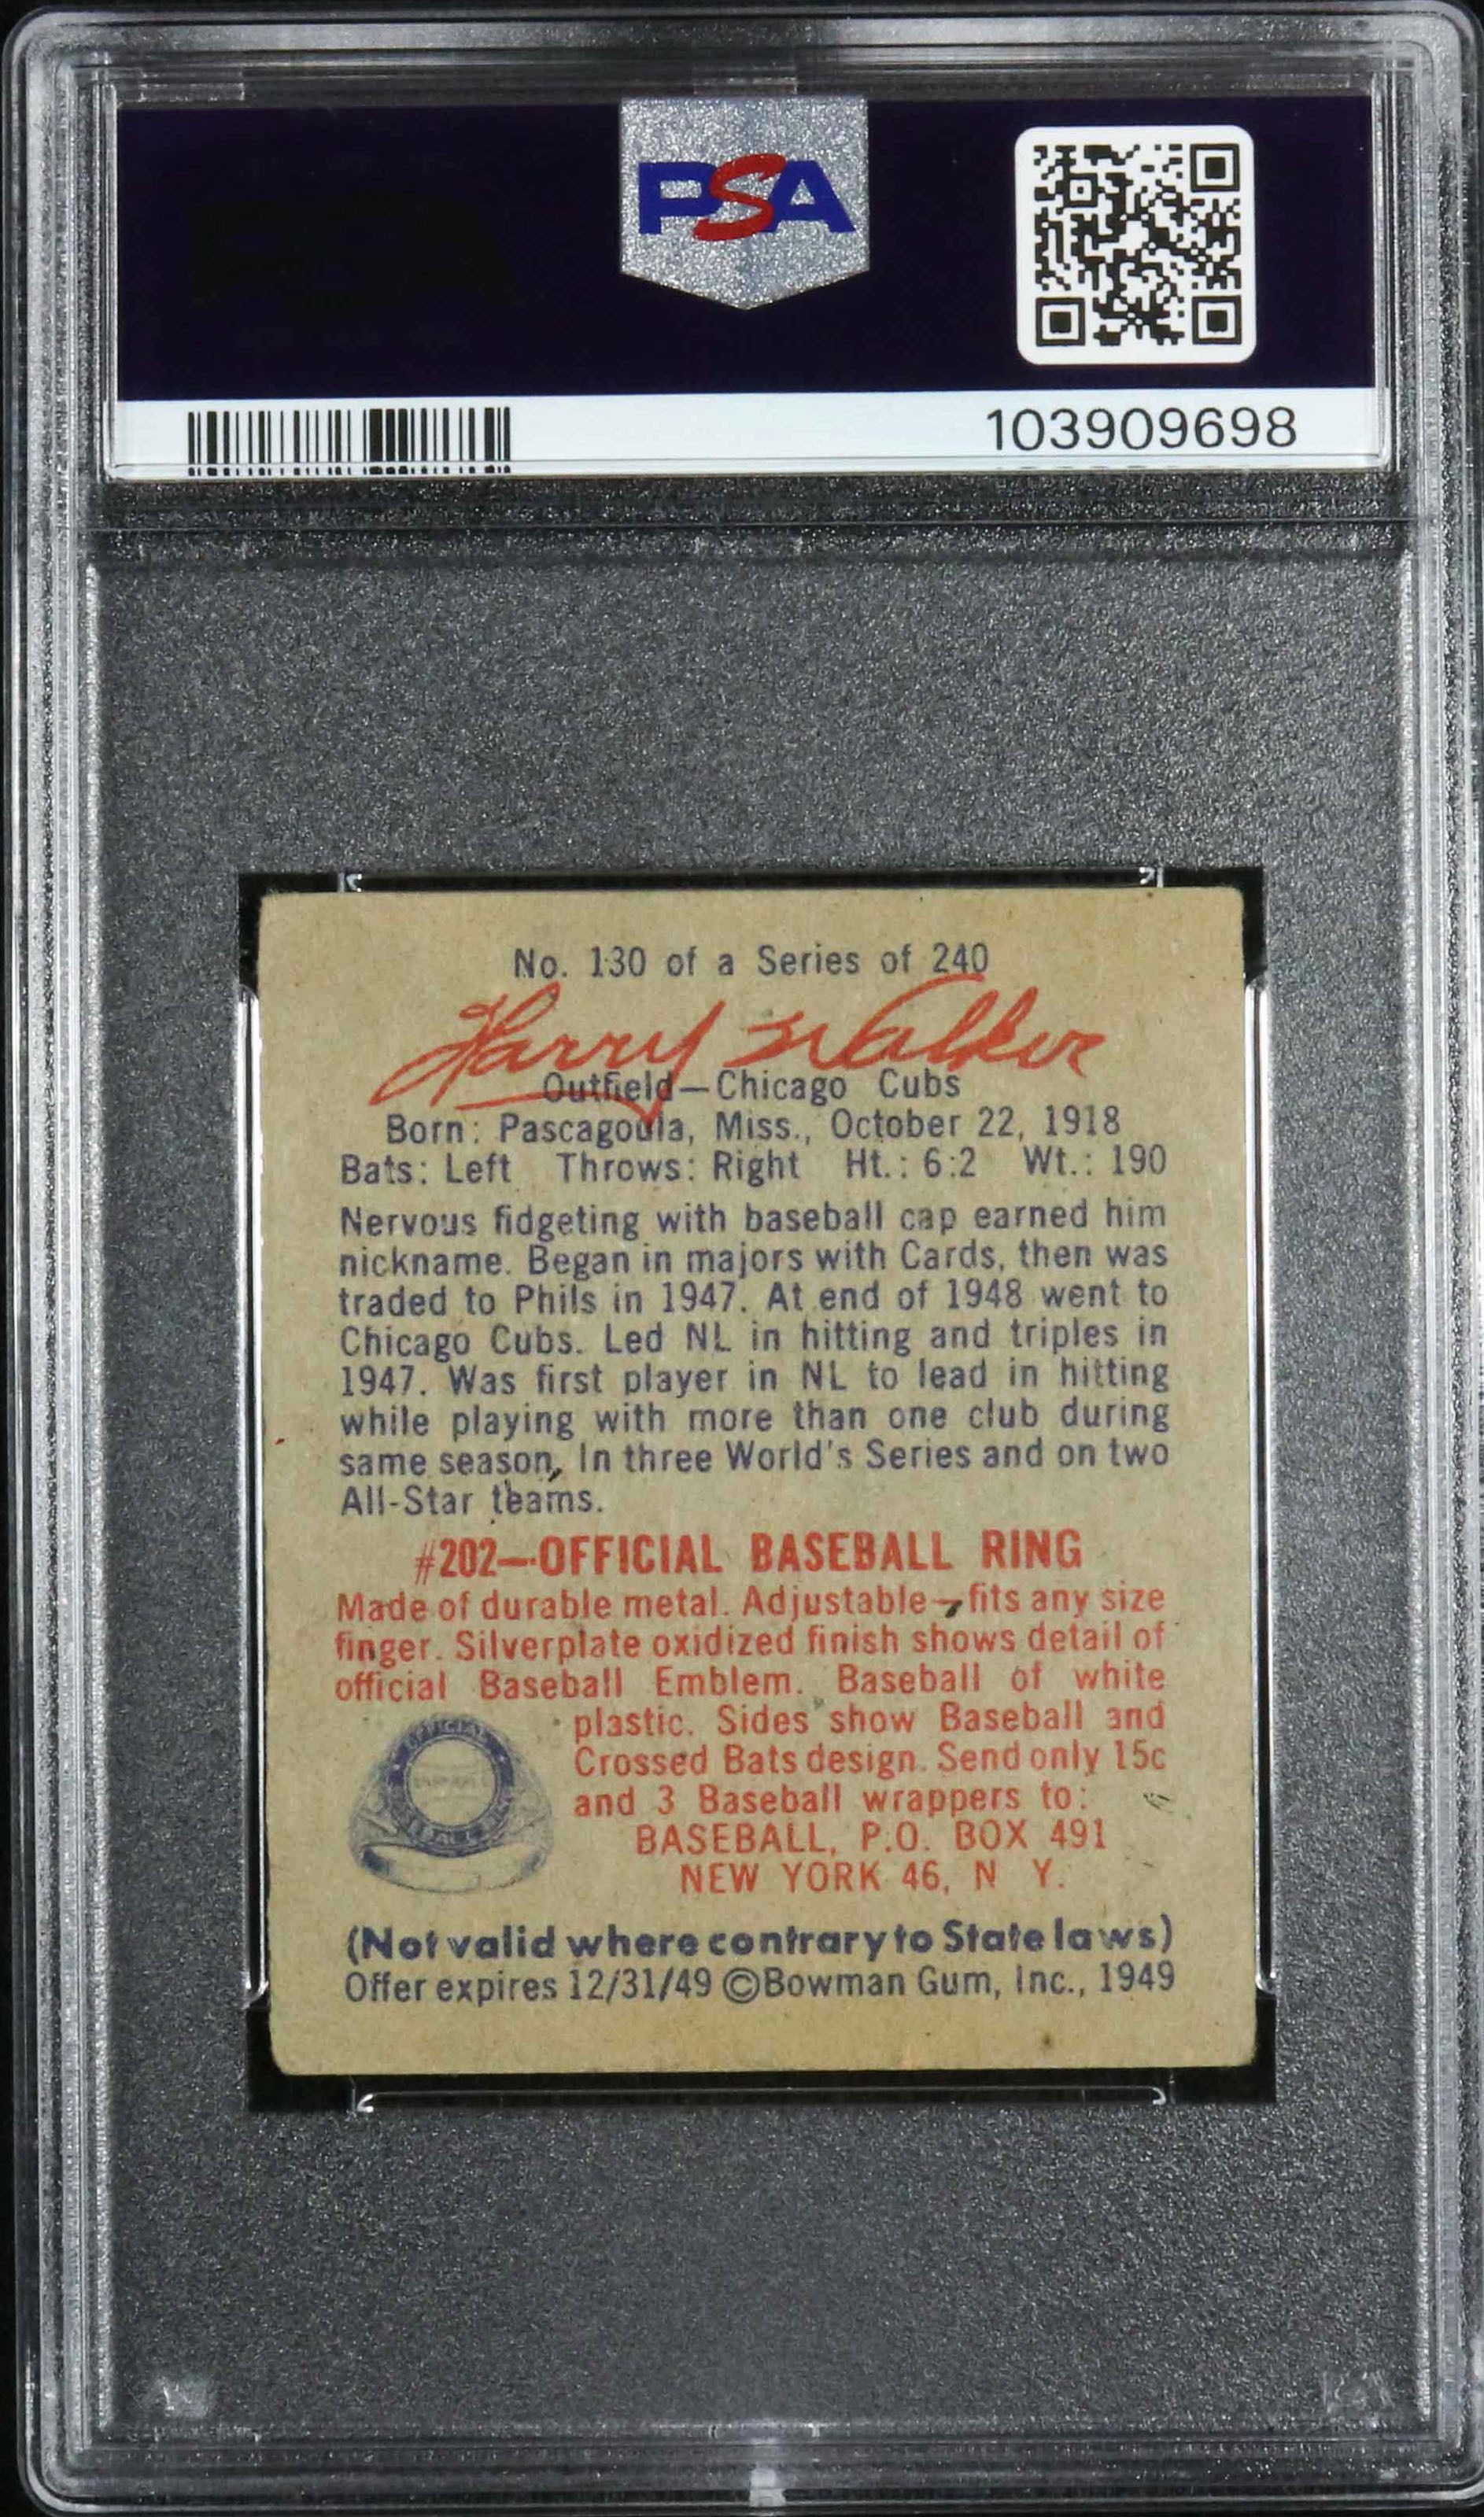 PSA
103909698
No. 130 of a Series of 240
Harry Walker
Outfield—Chicago Cubs
Born: Pascagoula, Miss., October 22, 1918
Bats: Left Throws: Right Ht.: 6:2 Wt.: 190
Nervous fidgeting with baseball cap earned him
nickname. Began in majors with Cards, then was
traded to Phils in 1947. At end of 1948 went to
Chicago Cubs. Led NL in hitting and triples in
1947. Was first player in NL to lead in hitting
while playing with more than one club during
same season, In three World's Series and on two
All-Star teams.
#202—OFFICIAL BASEBALL RING
Made of durable metal. Adjustable—fits any size
finger. Silverplate oxidized finish shows detail of
official Baseball Emblem. Baseball of white
plastic. Sides show Baseball and
Crossed Bats design. Send only 15c
and 3 Baseball wrappers to:
BASEBALL, P.O. BOX 491
NEW YORK 46, N Y.
OFFICIAL
(Not valid where contrary to State laws)
Offer expires 12/31/49 ©Bowman Gum, Inc., 1949